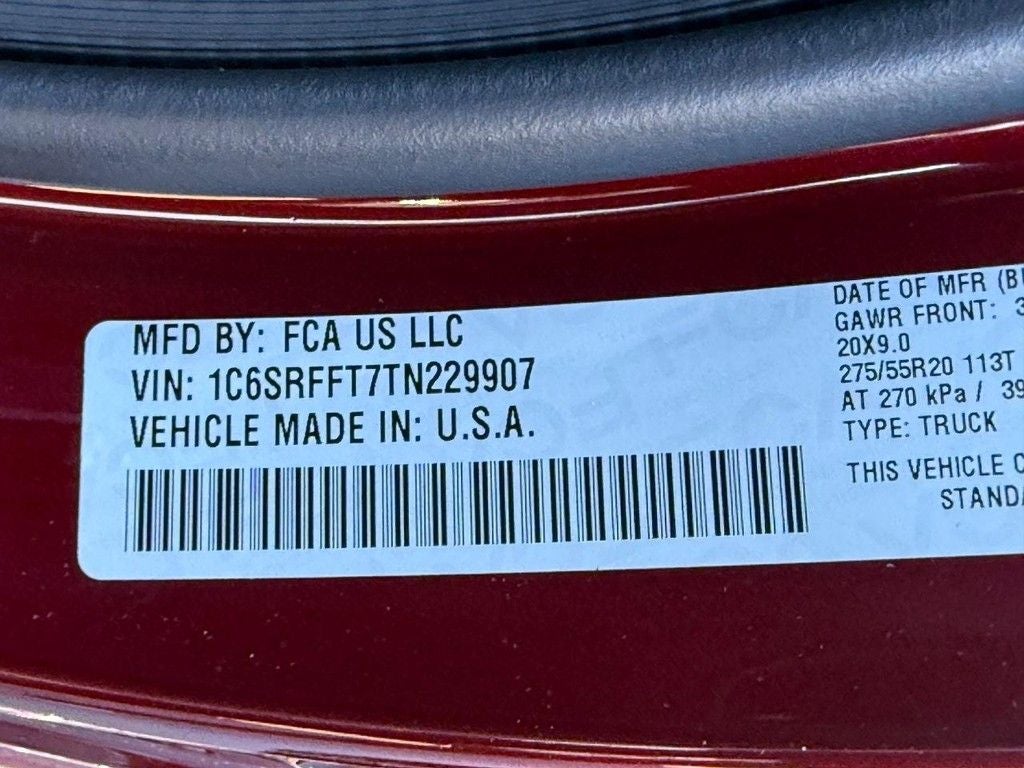 MFD BY: FCA US LLC
VIN: 1C6SRFFT7TN229907
VEHICLE MADE IN: U.S.A.
DATE OF MFR
GAWR FRONT:
20X9.0
275/55R20 113T
AT 270 kPa /
TYPE: TRUCK
THIS VEHICLE